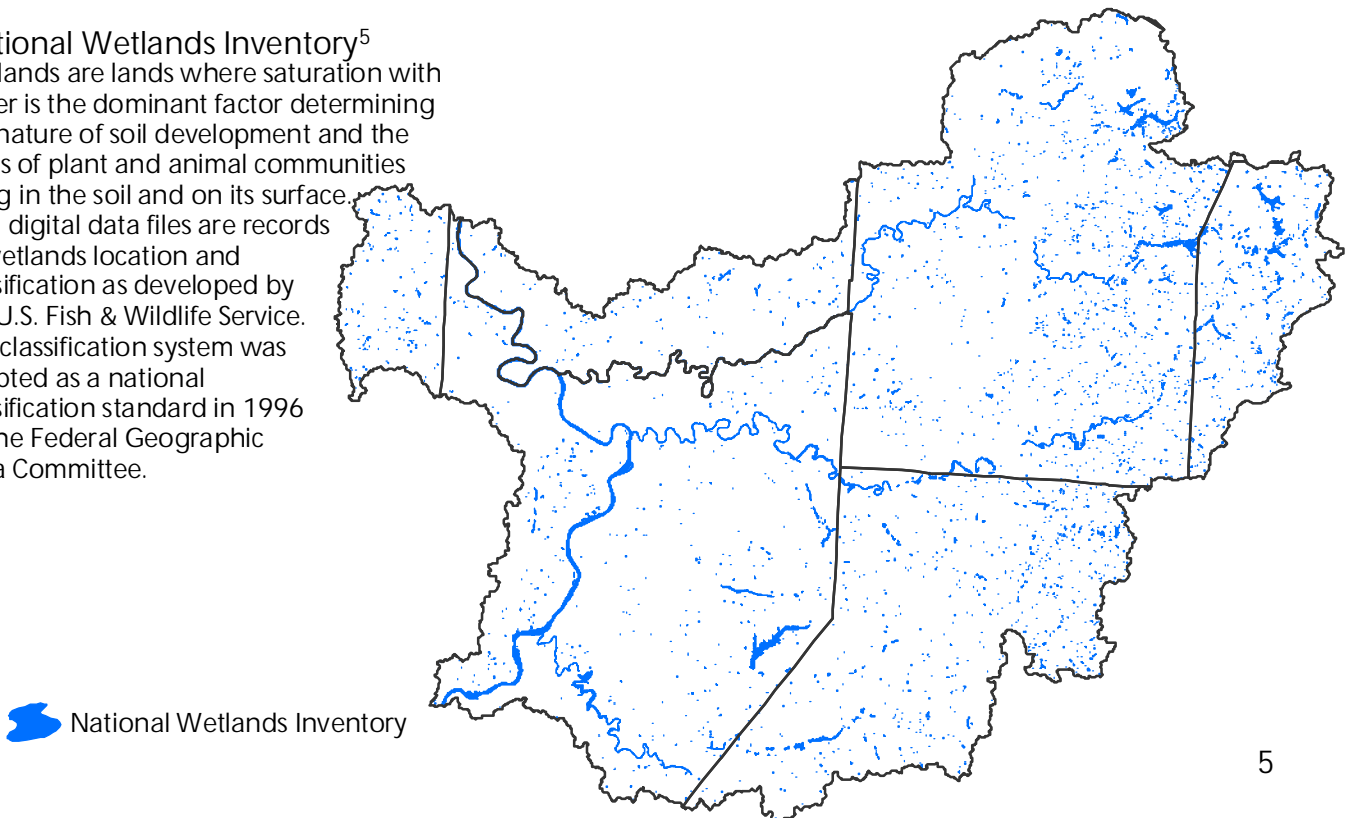 tional Wetlands Inventory5
lands are lands where saturation with
er is the dominant factor determining
nature of soil development and the
s of plant and animal communities
g in the soil and on its surface.
digital data files are records
etlands location and
sification as developed by
U.S. Fish & Wildlife Service.
classification system was
pted as a national
sification standard in 1996
he Federal Geographic
a Committee.
National Wetlands Inventory
5